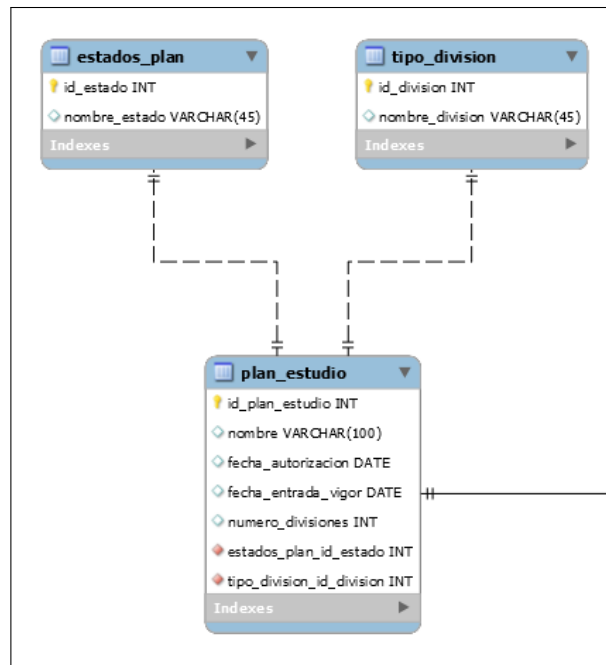 estados_plan
id_estado INT
nombre_estado VARCHAR(45)
Indexes
tipo_division
id_division INT
nombre_division VARCHAR(45)
Indexes
plan_estudio
id_plan_estudio INT
nombre VARCHAR(100)
fecha_autorizacion DATE
fecha_entrada_vigor DATE
numero_divisiones INT
estados_plan_id_estado INT
tipo_division_id_division INT
Indexes